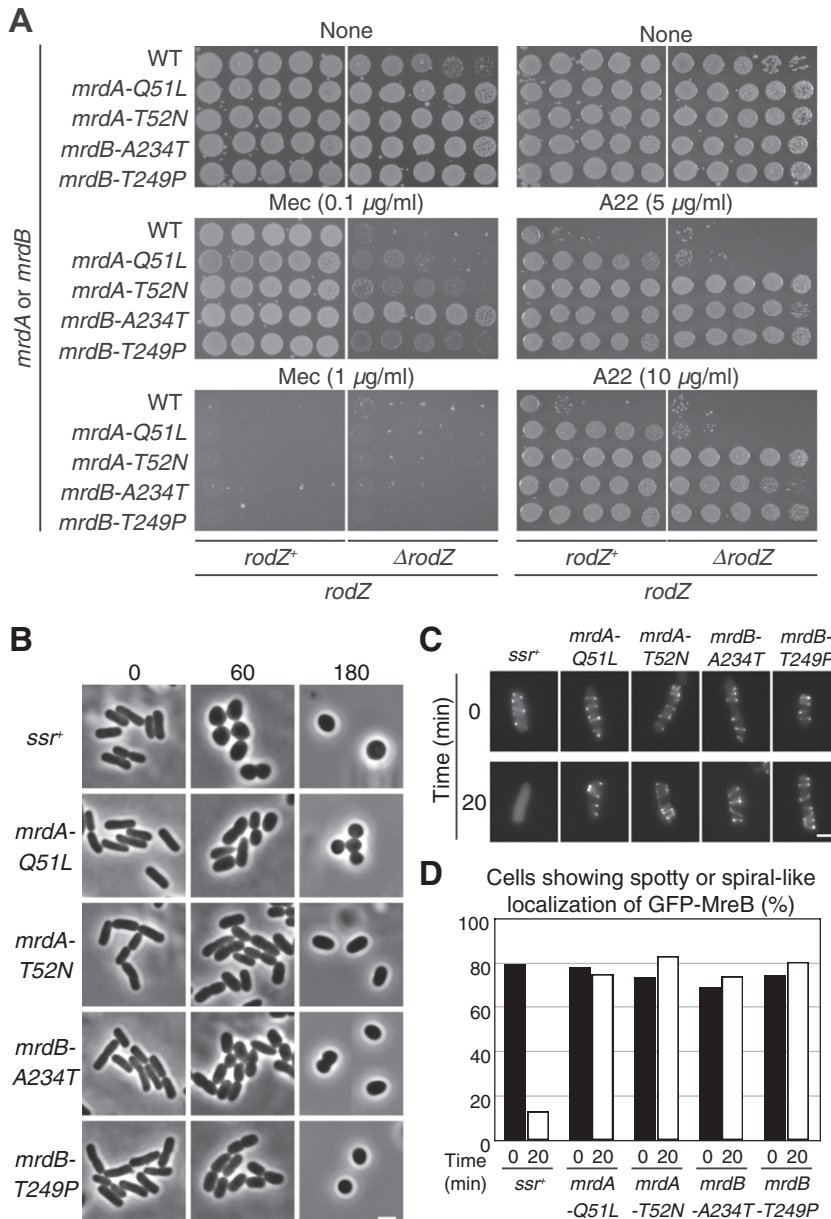 A
None None
WT
mrdA-Q51L
mrdA-T52N
mrdB-A234T
mrdB-T249P
Mec (0.1 µg/ml) A22 (5 µg/ml)
WT
mrdA-Q51L
mrdA-T52N
mrdB-A234T
mrdB-T249P
mrdA or mrdB
Mec (1 µg/ml) A22 (10 µg/ml)
WT
mrdA-Q51L
mrdA-T52N
mrdB-A234T
mrdB-T249P
rodZ+ ΔrodZ rodZ+ ΔrodZ
rodZ rodZ
B
0 60 180
ssr+
mrdA-
Q51L
mrdA-
T52N
mrdB-
A234T
mrdB-
T249P
C
ssr+ mrdA-Q51L mrdA-T52N mrdB-A234T mrdB-T249P
Time (min)
0
20
D
Cells showing spotty or spiral-like
localization of GFP-MreB (%)
100
80
60
40
20
0
Time 0 20 0 20 0 20 0 20 0 20
(min) ssr+ mrdA mrdA mrdB mrdB
-Q51L -T52N -A234T -T249P